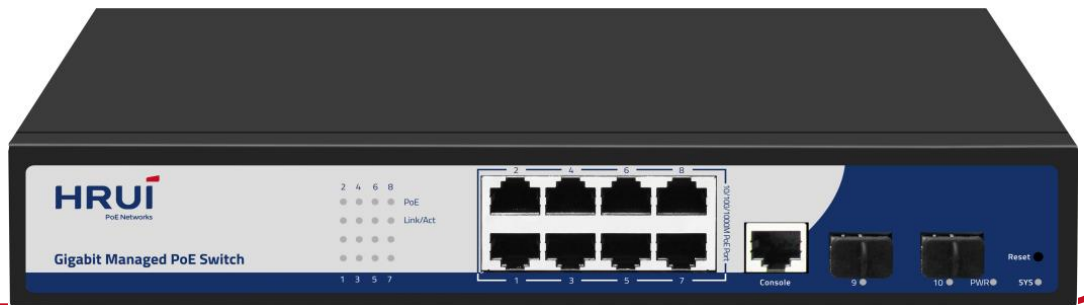 HRUÍ
PoE Networks
Gigabit Managed PoE Switch
2 4 6 8
PoE
Link/Act
1 3 5 7
2 4 6 8
1 3 5 7
10/100/1000M PoE Port
Console
9
10
PWR
Reset
SYS